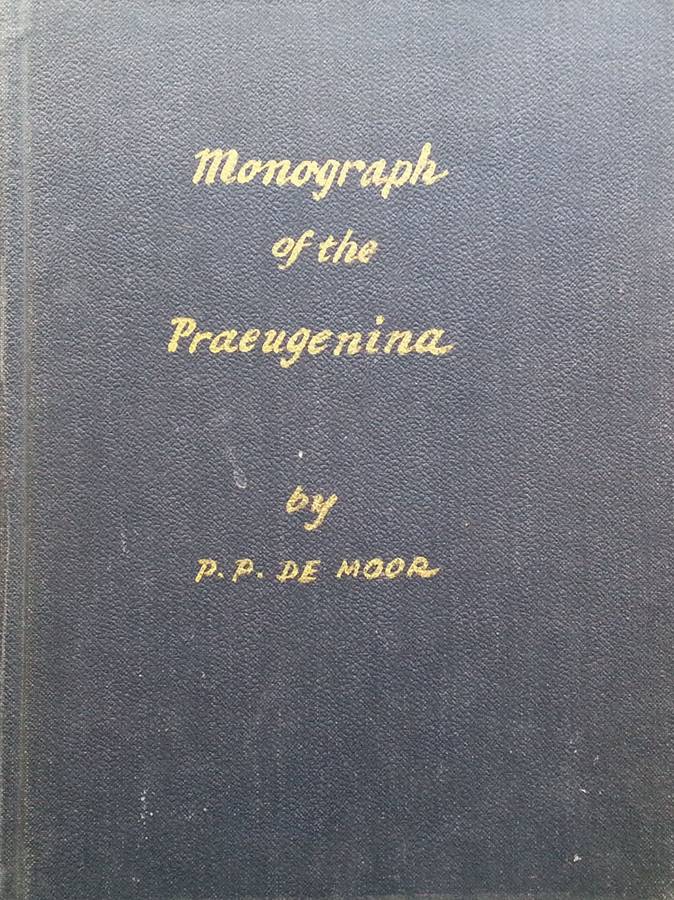 Monograph
of the
Praeugenina
by
P. P. DE MOOR